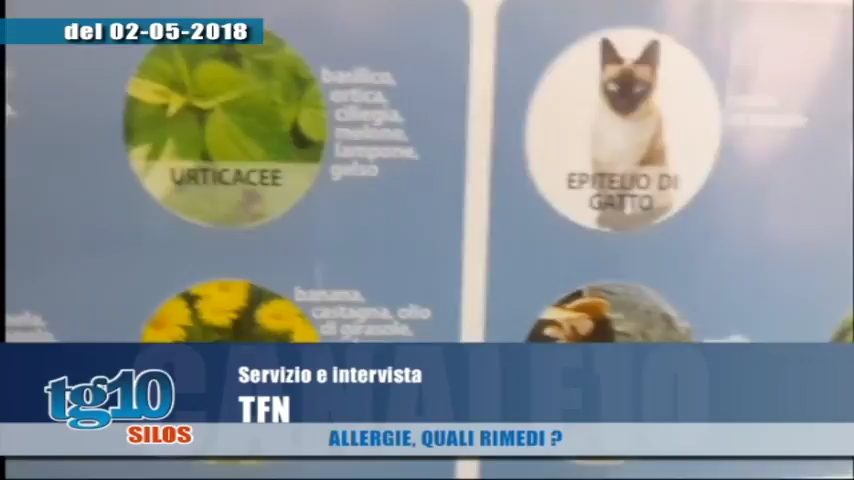 del 02-05-2018
basilico,
ortica,
ciliegia,
melone,
lampone,
gelso
URTICACEE
EPITELIO DI
GATTO
banana,
castagna, olio
di girasole,
CANALE10
Servizio e intervista
TFN
tg10
SILOS
ALLERGIE, QUALI RIMEDI ?